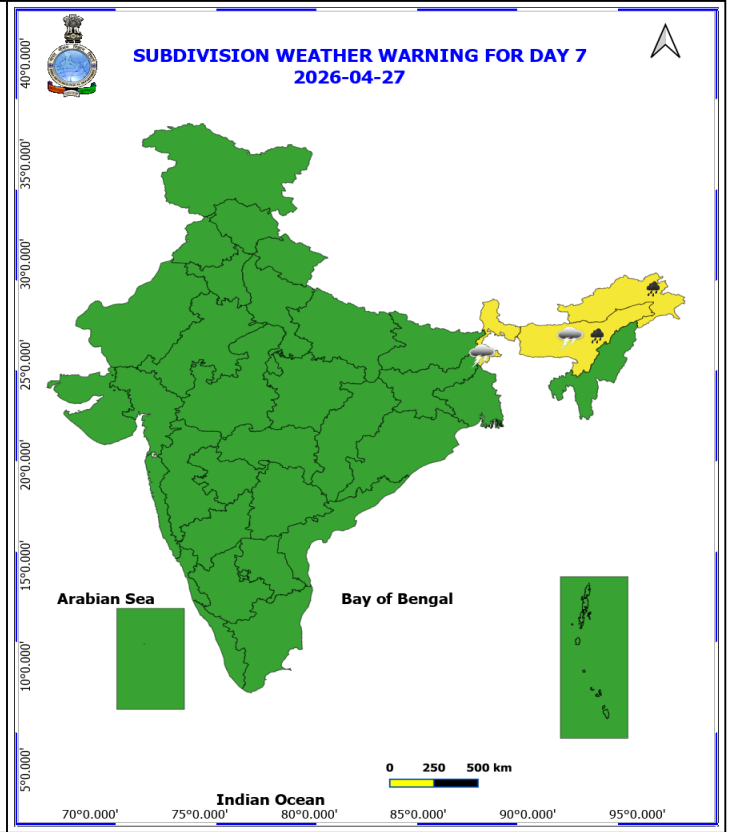 SUBDIVISION WEATHER WARNING FOR DAY 7
2026-04-27
40°0.000'
35°0.000'
30°0.000'
25°0.000'
20°0.000'
15°0.000'
10°0.000'
5°0.000'
Arabian Sea
Bay of Bengal
0 250 500 km
Indian Ocean
70°0.000' 75°0.000' 80°0.000' 85°0.000' 90°0.000' 95°0.000'